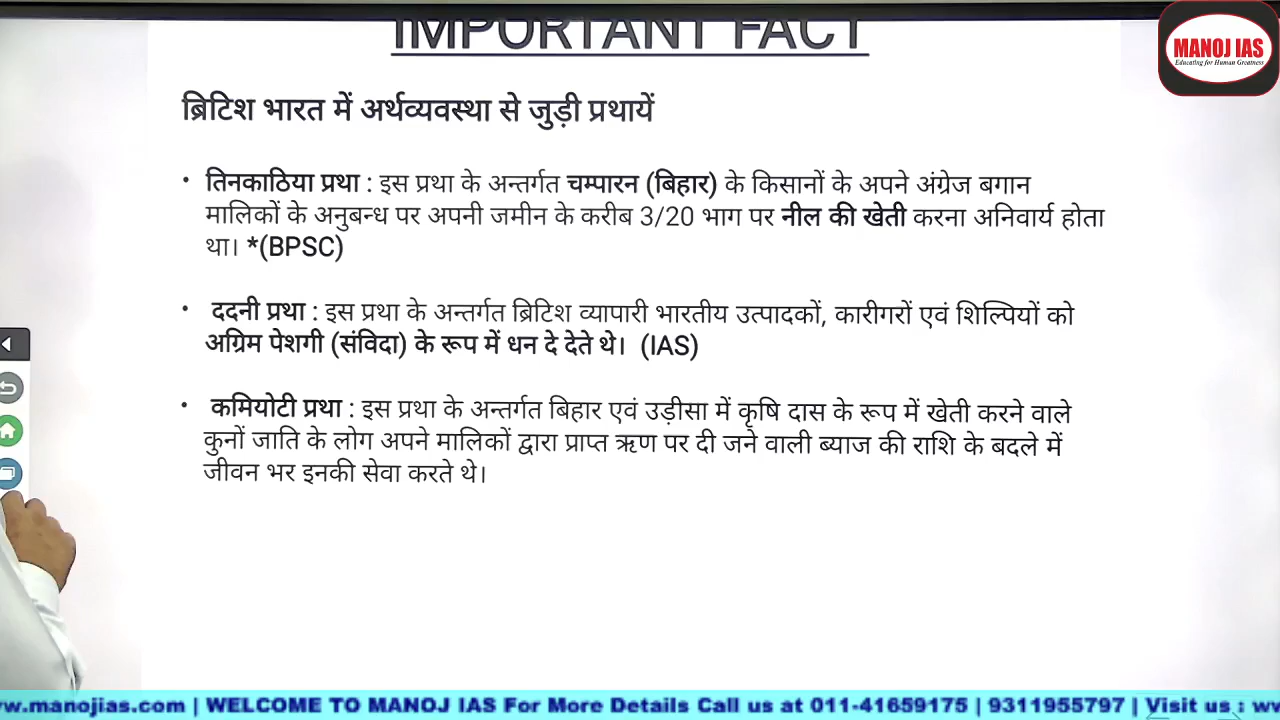 IMPORTANT FACT
MANOJ IAS
Educating for Human Greatness
ब्रिटिश भारत में अर्थव्यवस्था से जुड़ी प्रथायें
• तिनकाठिया प्रथा : इस प्रथा के अन्तर्गत चम्पारन (बिहार) के किसानों के अपने अंग्रेज बगान
मालिकों के अनुबन्ध पर अपनी जमीन के करीब 3/20 भाग पर नील की खेती करना अनिवार्य होता
था। *(BPSC)
• ददनी प्रथा : इस प्रथा के अन्तर्गत ब्रिटिश व्यापारी भारतीय उत्पादकों, कारीगरों एवं शिल्पियों को
अग्रिम पेशगी (संविदा) के रूप में धन दे देते थे। (IAS)
• कमियोटी प्रथा : इस प्रथा के अन्तर्गत बिहार एवं उड़ीसा में कृषि दास के रूप में खेती करने वाले
कुनों जाति के लोग अपने मालिकों द्वारा प्राप्त ऋण पर दी जने वाली ब्याज की राशि के बदले में
जीवन भर इनकी सेवा करते थे।
w.manojias.com | WELCOME TO MANOJ IAS For More Details Call us at 011-41659175 | 9311955797 | Visit us : ww